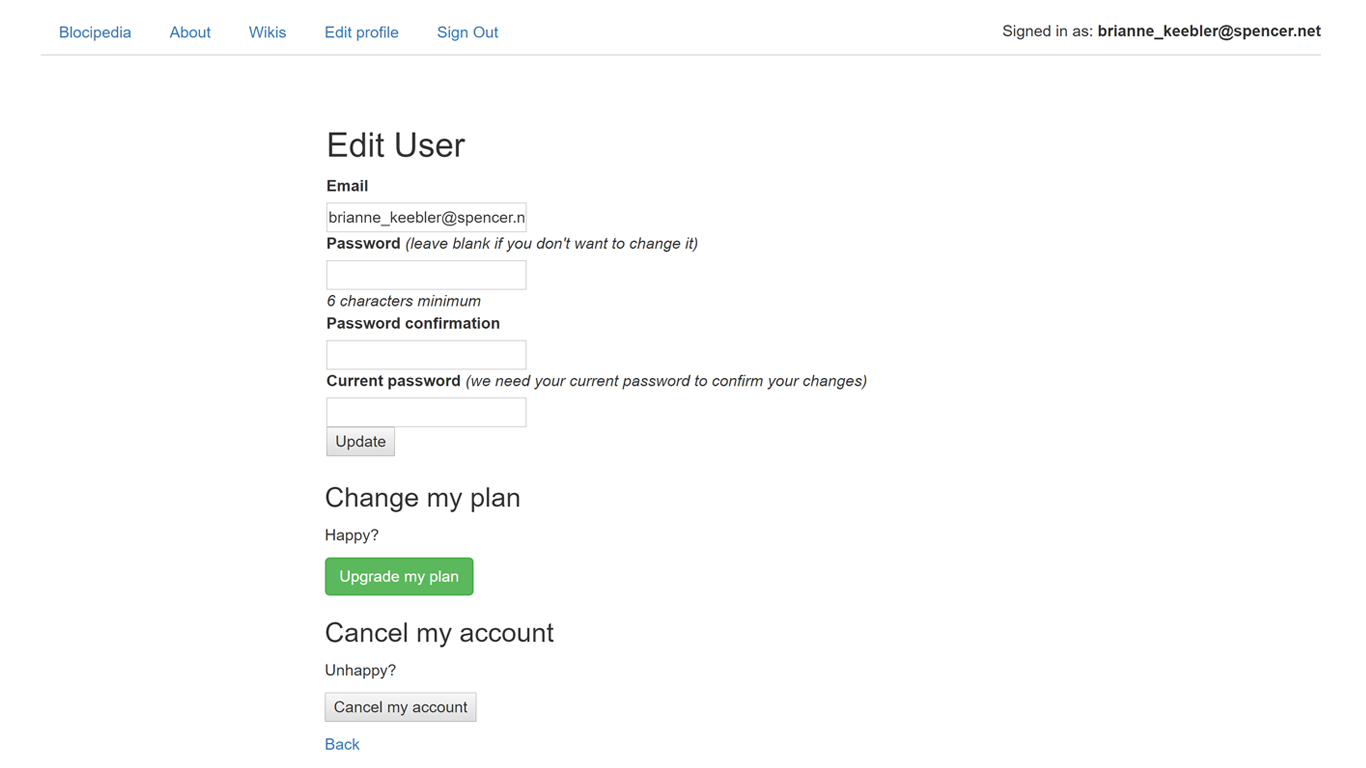 Blocipedia About Wikis Edit profile Sign Out Signed in as: brianne_keebler@spencer.net
Edit User
Email
brianne_keebler@spencer.n
Password (leave blank if you don't want to change it)
6 characters minimum
Password confirmation
Current password (we need your current password to confirm your changes)
Update
Change my plan
Happy?
Upgrade my plan
Cancel my account
Unhappy?
Cancel my account
Back